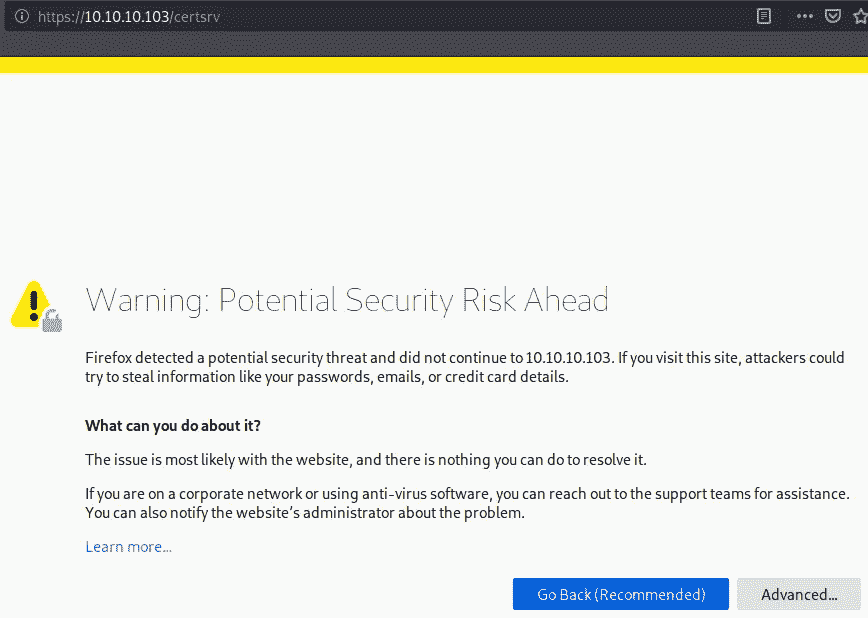 https://10.10.10.103/certsrv
Warning: Potential Security Risk Ahead
Firefox detected a potential security threat and did not continue to 10.10.10.103. If you visit this site, attackers could
try to steal information like your passwords, emails, or credit card details.
What can you do about it?
The issue is most likely with the website, and there is nothing you can do to resolve it.
If you are on a corporate network or using anti-virus software, you can reach out to the support teams for assistance.
You can also notify the website’s administrator about the problem.
Learn more…
Go Back (Recommended)
Advanced…